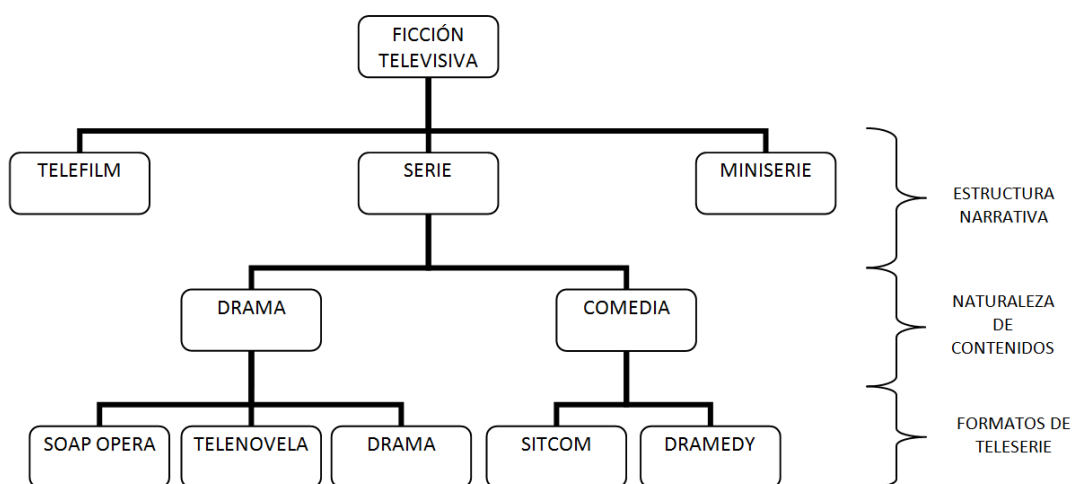 FICCIÓN
TELEVISIVA
TELEFILM
SERIE
MINISERIE
ESTRUCTURA
NARRATIVA
DRAMA
COMEDIA
NATURALEZA
DE
CONTENIDOS
SOAP OPERA
TELENOVELA
DRAMA
SITCOM
DRAMEDY
FORMATOS DE
TELESERIE